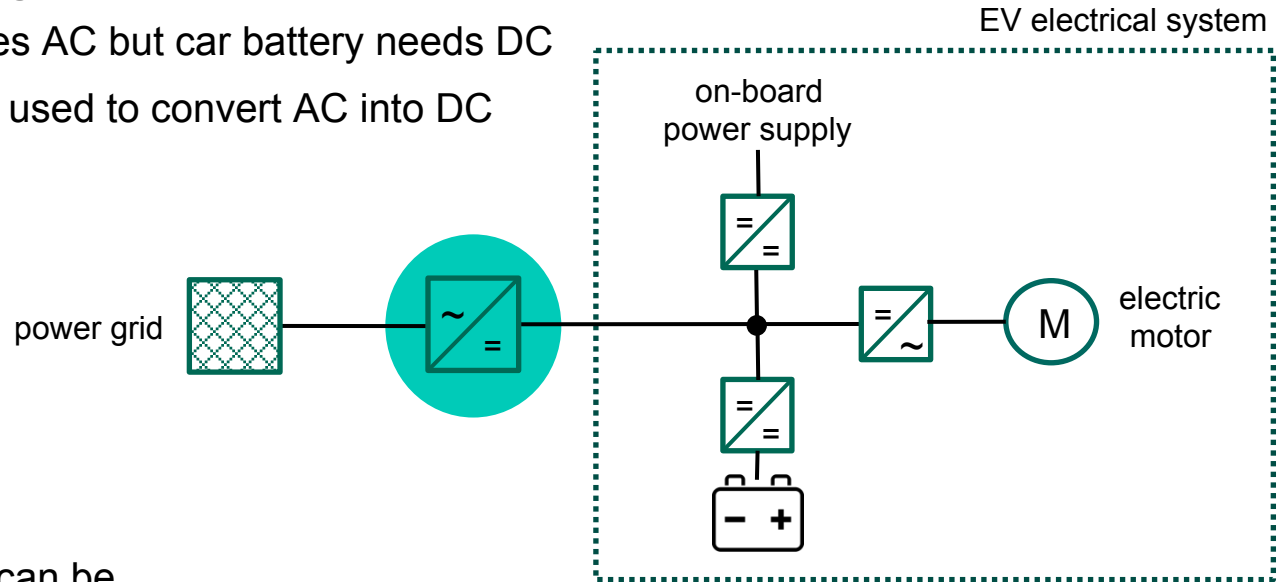 EV electrical system
es AC but car battery needs DC
used to convert AC into DC
on-board
power supply
=
=
power grid
~
=
=
~
M
electric
motor
=
=
− +
can be